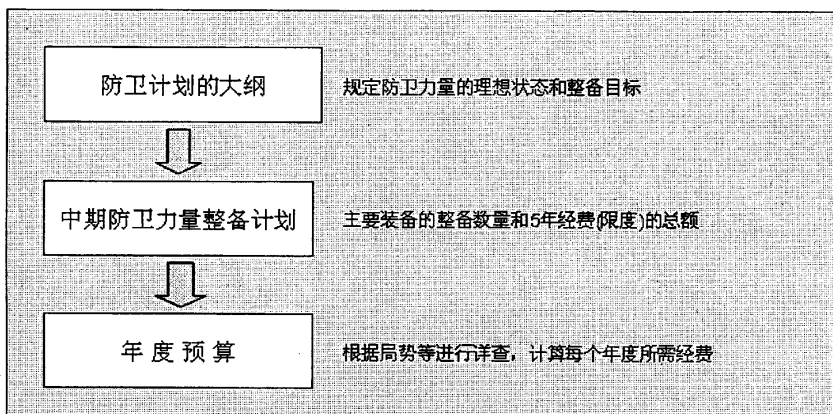 防卫计划的大纲
规定防卫力量的理想状态和整备目标
中期防卫力量整备计划
主要装备的整备数量和5年经费(限度)的总额
年度预算
根据局势等进行详查，计算每个年度所需经费